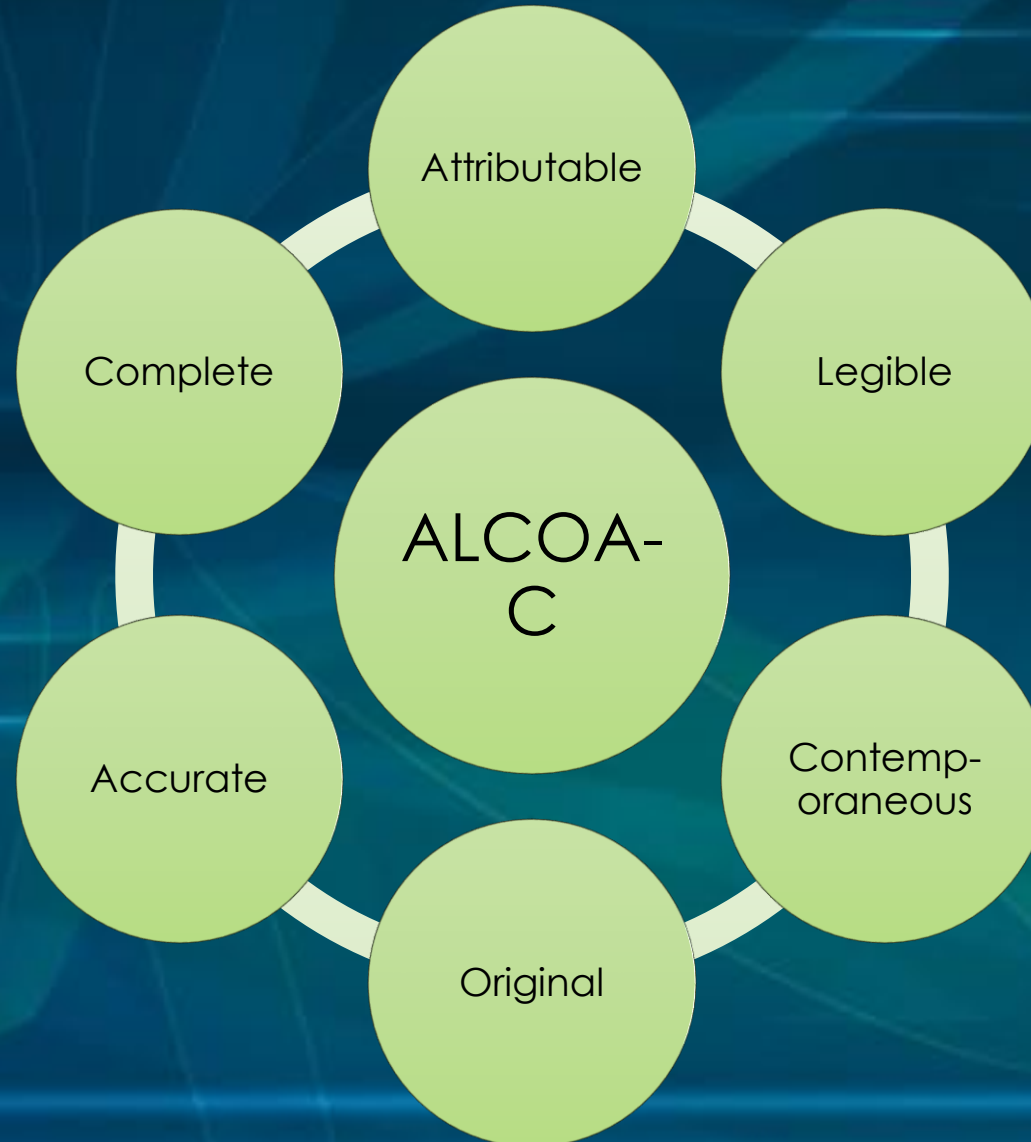 Attributable
Legible
Contemp-
oraneous
Original
Accurate
Complete
ALCOA-
C